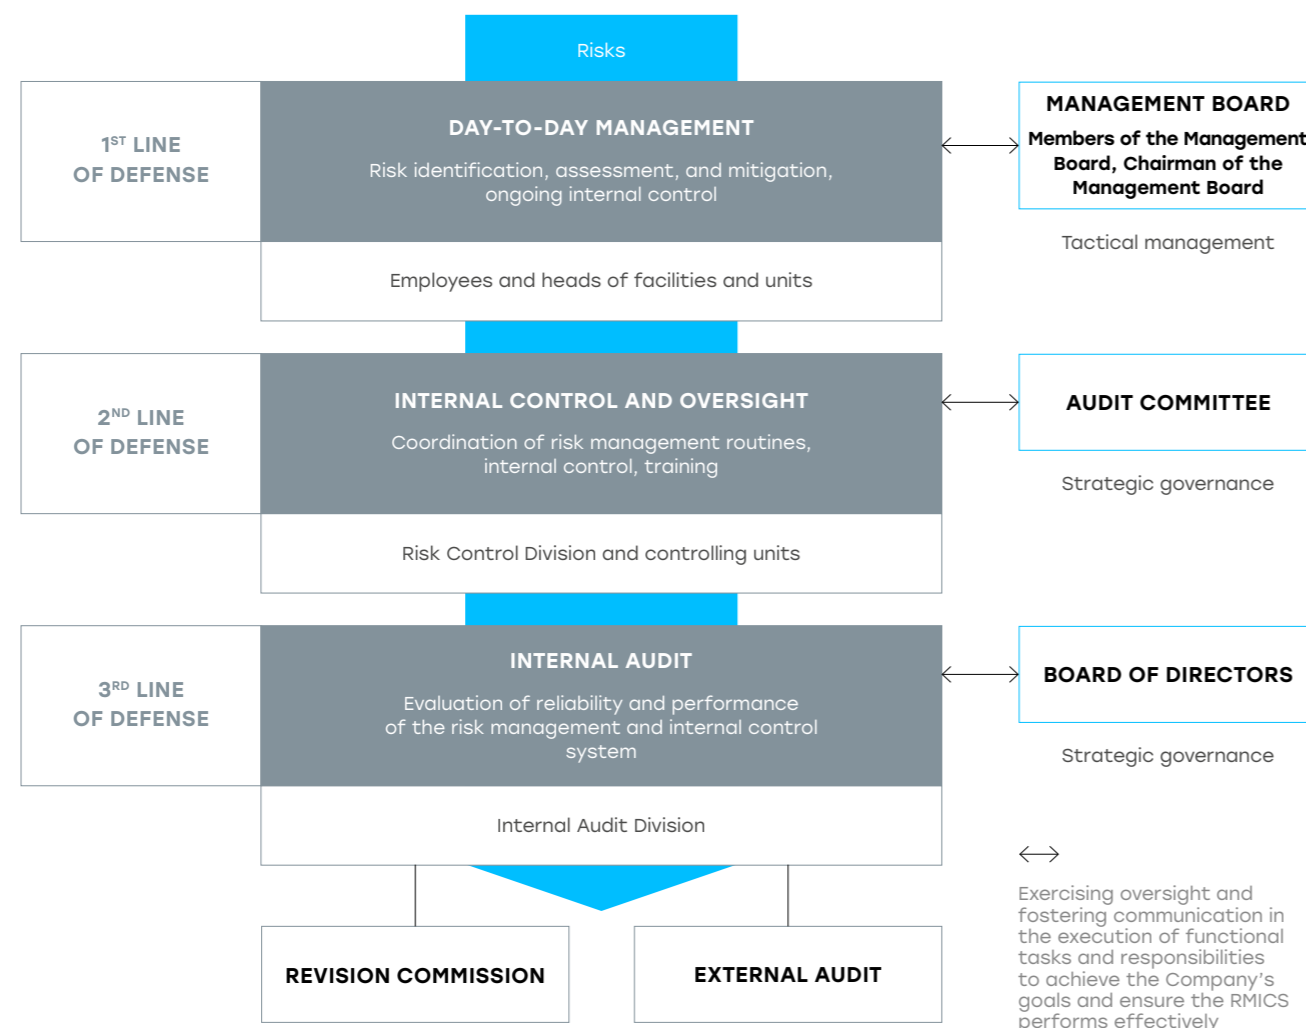 Risks
1ST LINE
OF DEFENSE
DAY-TO-DAY MANAGEMENT
Risk identification, assessment, and mitigation,
ongoing internal control
Employees and heads of facilities and units
MANAGEMENT BOARD
Members of the Management
Board, Chairman of the
Management Board
Tactical management
2ND LINE
OF DEFENSE
INTERNAL CONTROL AND OVERSIGHT
Coordination of risk management routines,
internal control, training
Risk Control Division and controlling units
AUDIT COMMITTEE
Strategic governance
3RD LINE
OF DEFENSE
INTERNAL AUDIT
Evaluation of reliability and performance
of the risk management and internal control
system
Internal Audit Division
BOARD OF DIRECTORS
Strategic governance
REVISION COMMISSION
EXTERNAL AUDIT
Exercising oversight and
fostering communication in
the execution of functional
tasks and responsibilities
to achieve the Company's
goals and ensure the RMICS
performs effectively